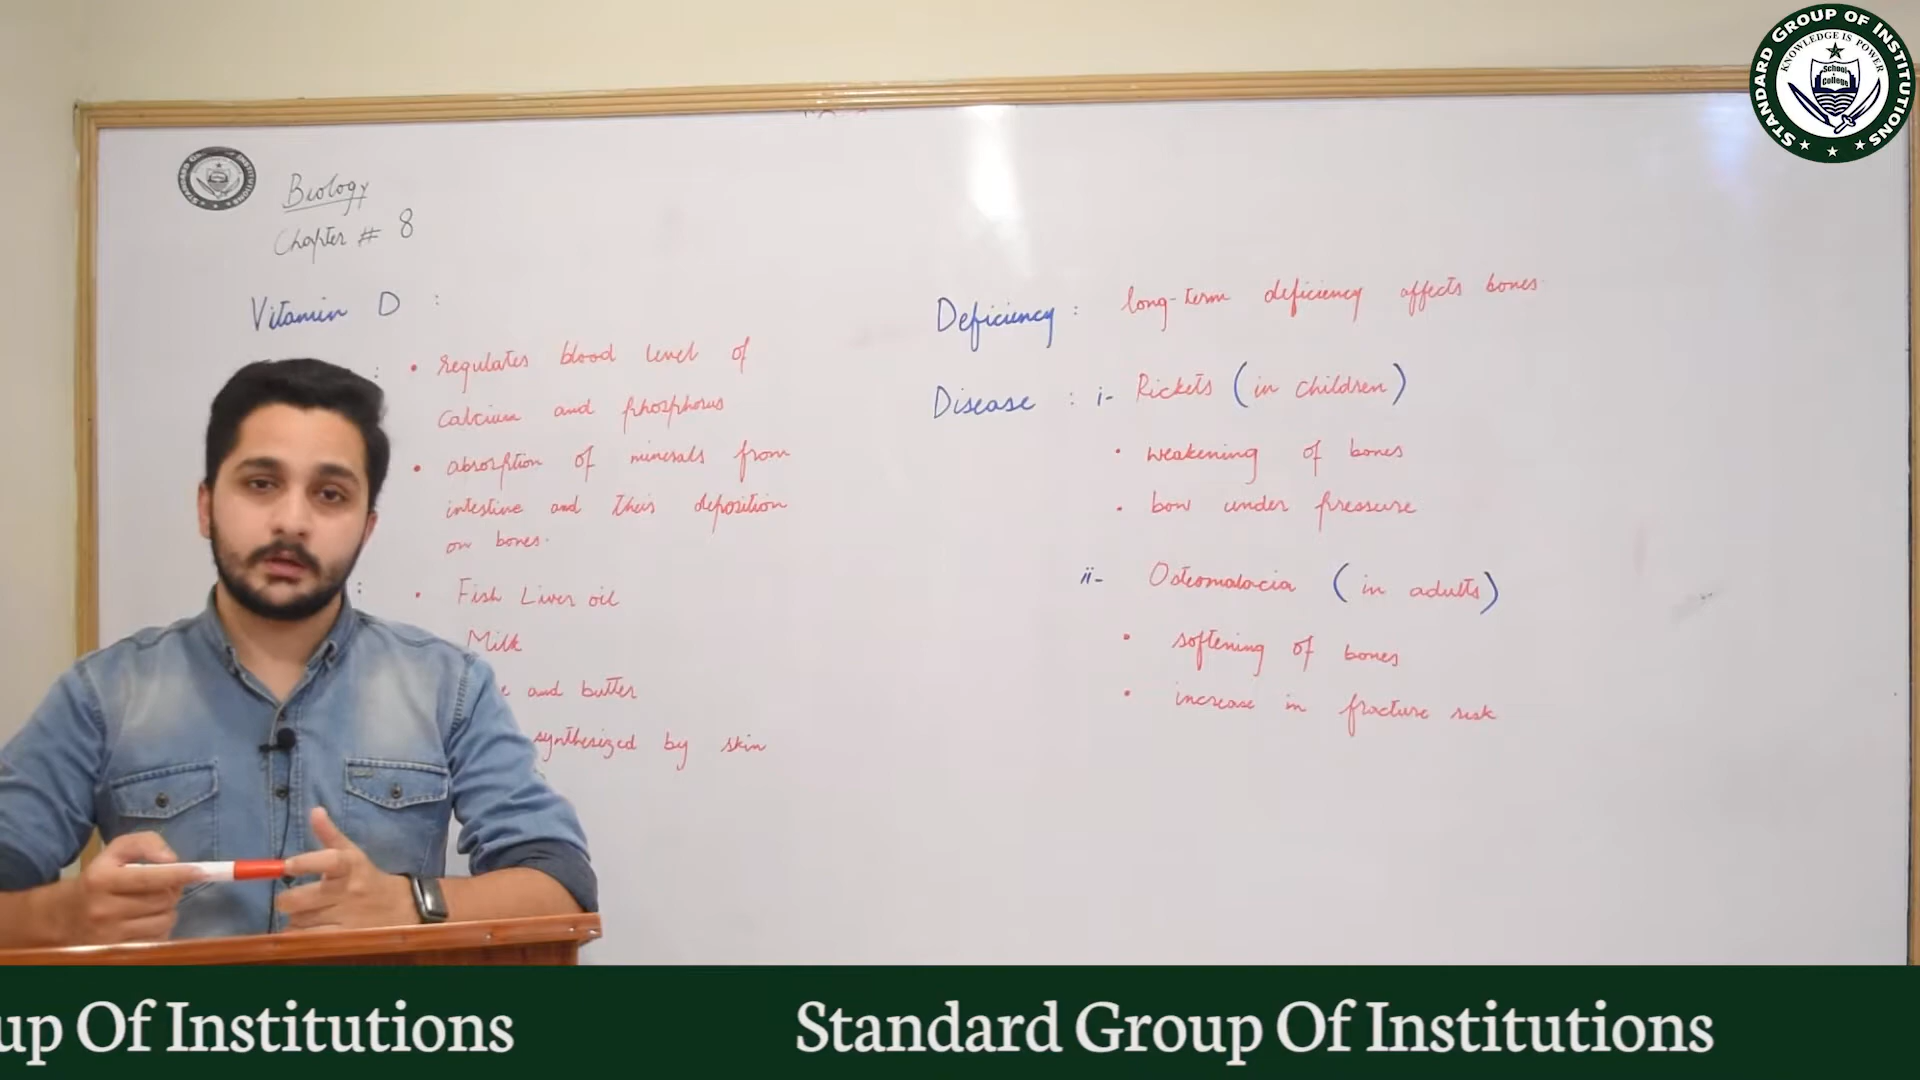 STANDARD GROUP OF INSTITUTIONS
KNOWLEDGE IS POWER
School
College
Biology
Chapter # 8
Vitamin D :
: • regulates blood level of
calcium and phosphorus
• absorption of minerals from
intestine and their deposition
on bones.
: • Fish Liver oil
Milk
and butter
synthesized by skin
Deficiency : long-term deficiency affects bones.
Disease : i- Rickets (in children)
• weakening of bones
• bow under pressure
ii- Osteomalacia (in adults)
• softening of bones
• increase in fracture risk
up Of Institutions
Standard Group Of Institutions